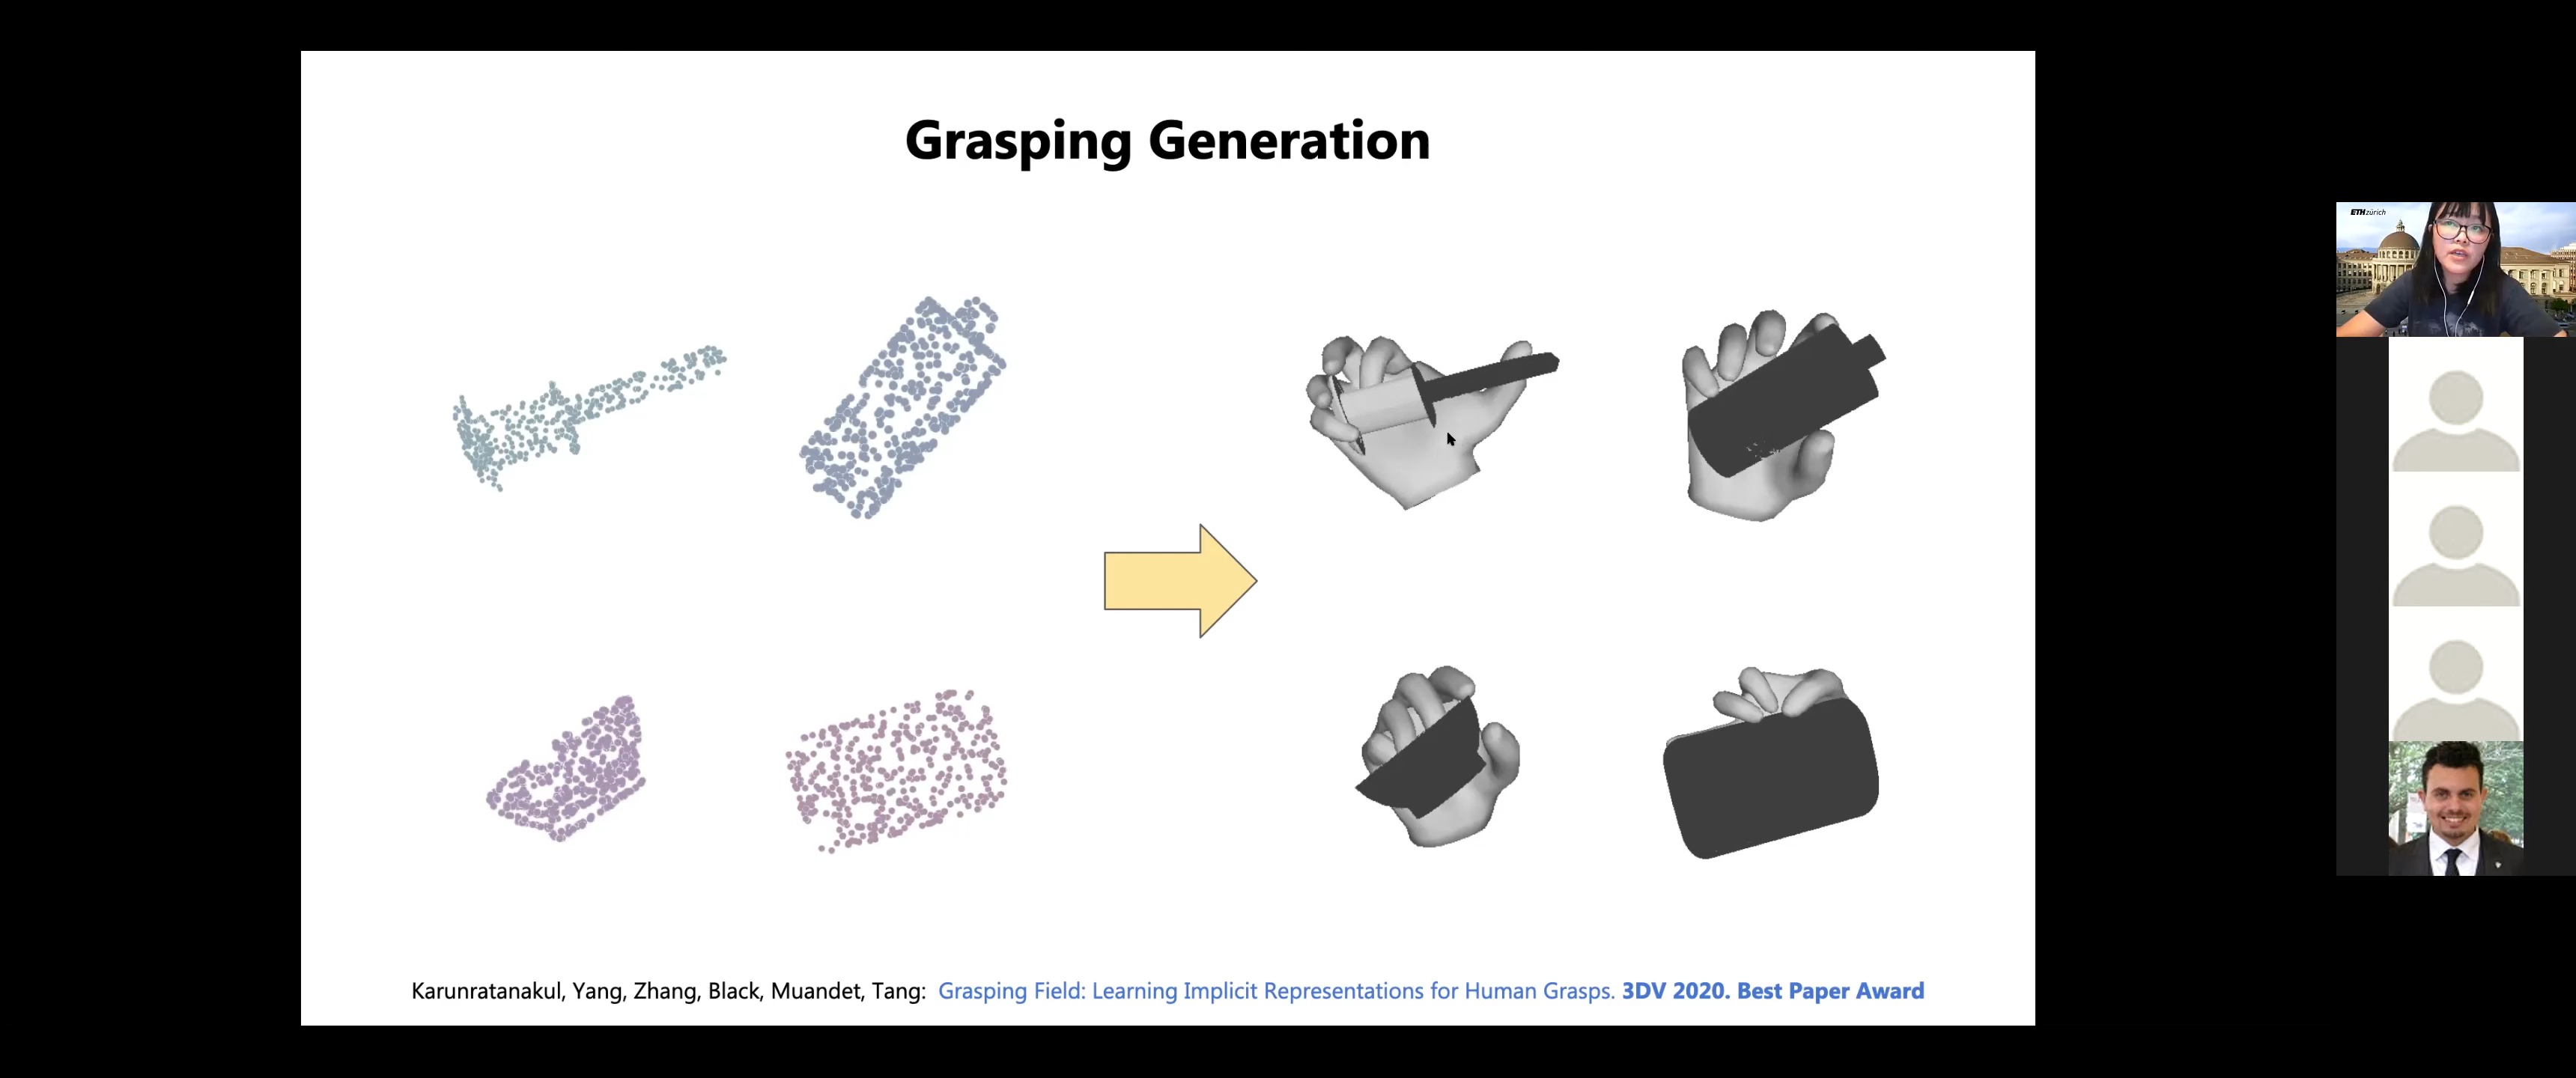 Grasping Generation
ETHzürich
Karunratanakul, Yang, Zhang, Black, Muandet, Tang: Grasping Field: Learning Implicit Representations for Human Grasps. 3DV 2020. Best Paper Award